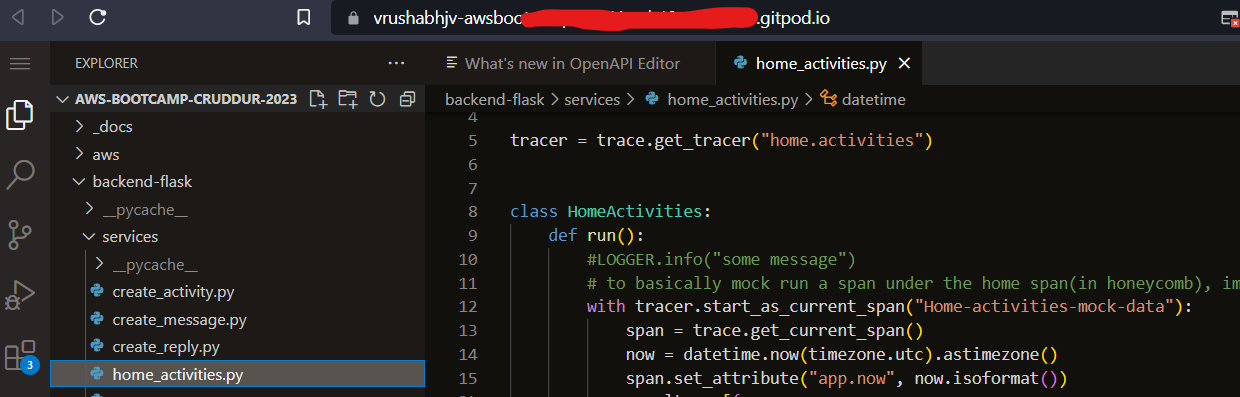 vrushabhjv-awsboot .gitpod.io
EXPLORER ...
What's new in OpenAPI Editor
home_activities.py
AWS-BOOTCAMP-CRUDDUR-2023
backend-flask > services > home_activities.py > datetime
_docs
aws
backend-flask
__pycache__
services
__pycache__
create_activity.py
create_message.py
create_reply.py
home_activities.py
3
4
5 tracer = trace.get_tracer("home.activities")
6
7
8 class HomeActivities:
9 def run():
10 #LOGGER.info("some message")
11 # to basically mock run a span under the home span(in honeycomb), im
12 with tracer.start_as_current_span("Home-activities-mock-data"):
13 span = trace.get_current_span()
14 now = datetime.now(timezone.utc).astimezone()
15 span.set_attribute("app.now", now.isoformat())